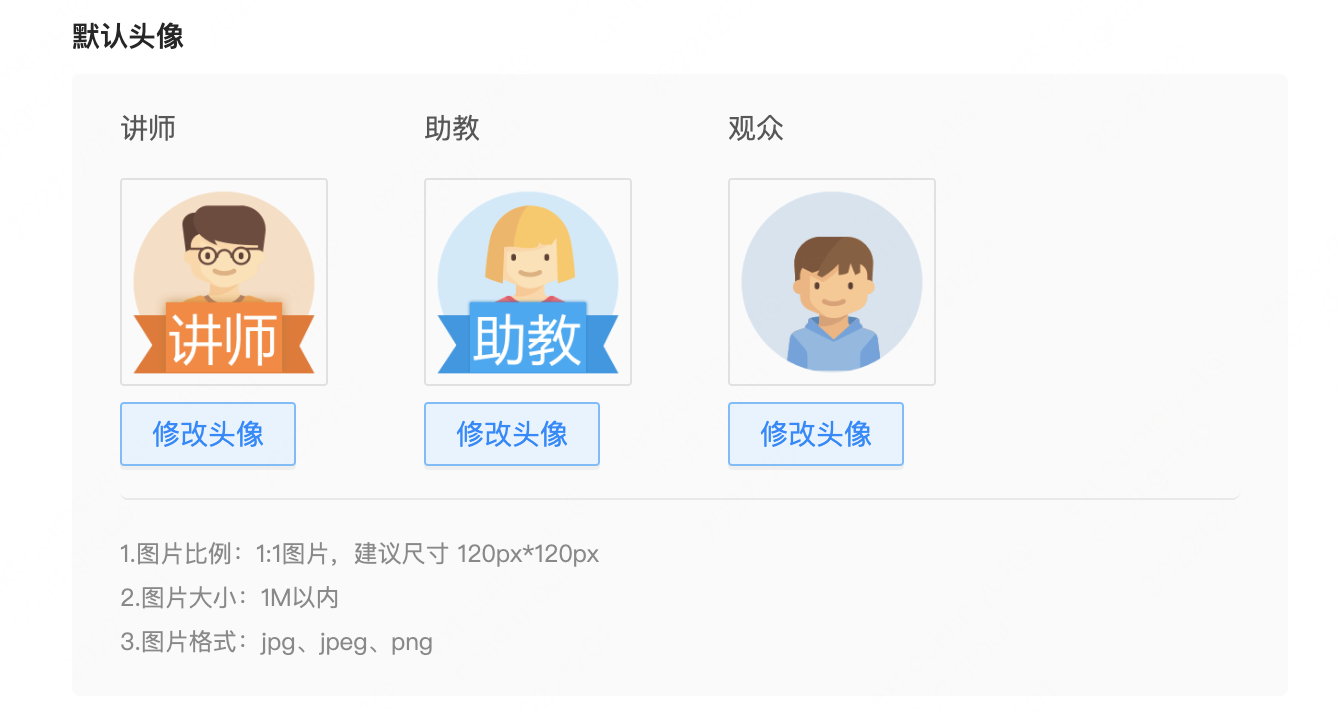 默认头像
讲师 助教 观众
讲师 助教
修改头像 修改头像 修改头像
1.图片比例：1:1图片，建议尺寸 120px*120px
2.图片大小：1M以内
3.图片格式：jpg、jpeg、png